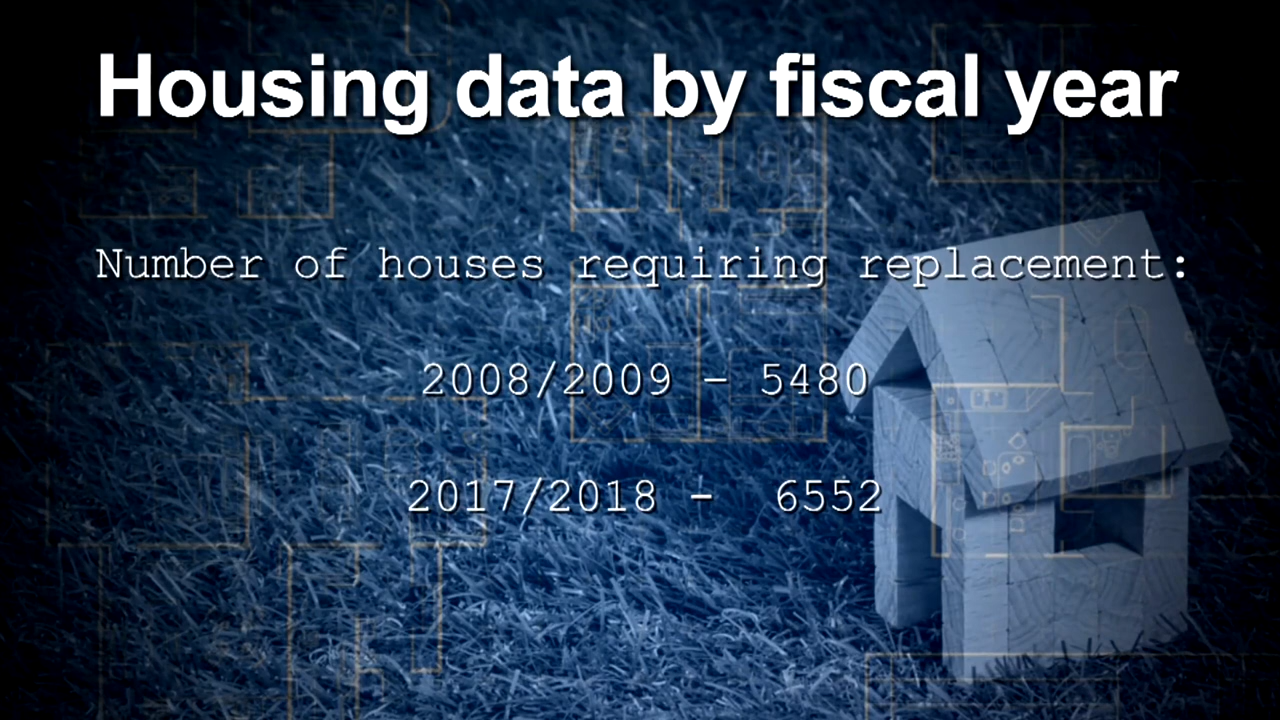 Housing data by fiscal year
Number of houses requiring replacement:
2008/2009 - 5480
2017/2018 - 6552